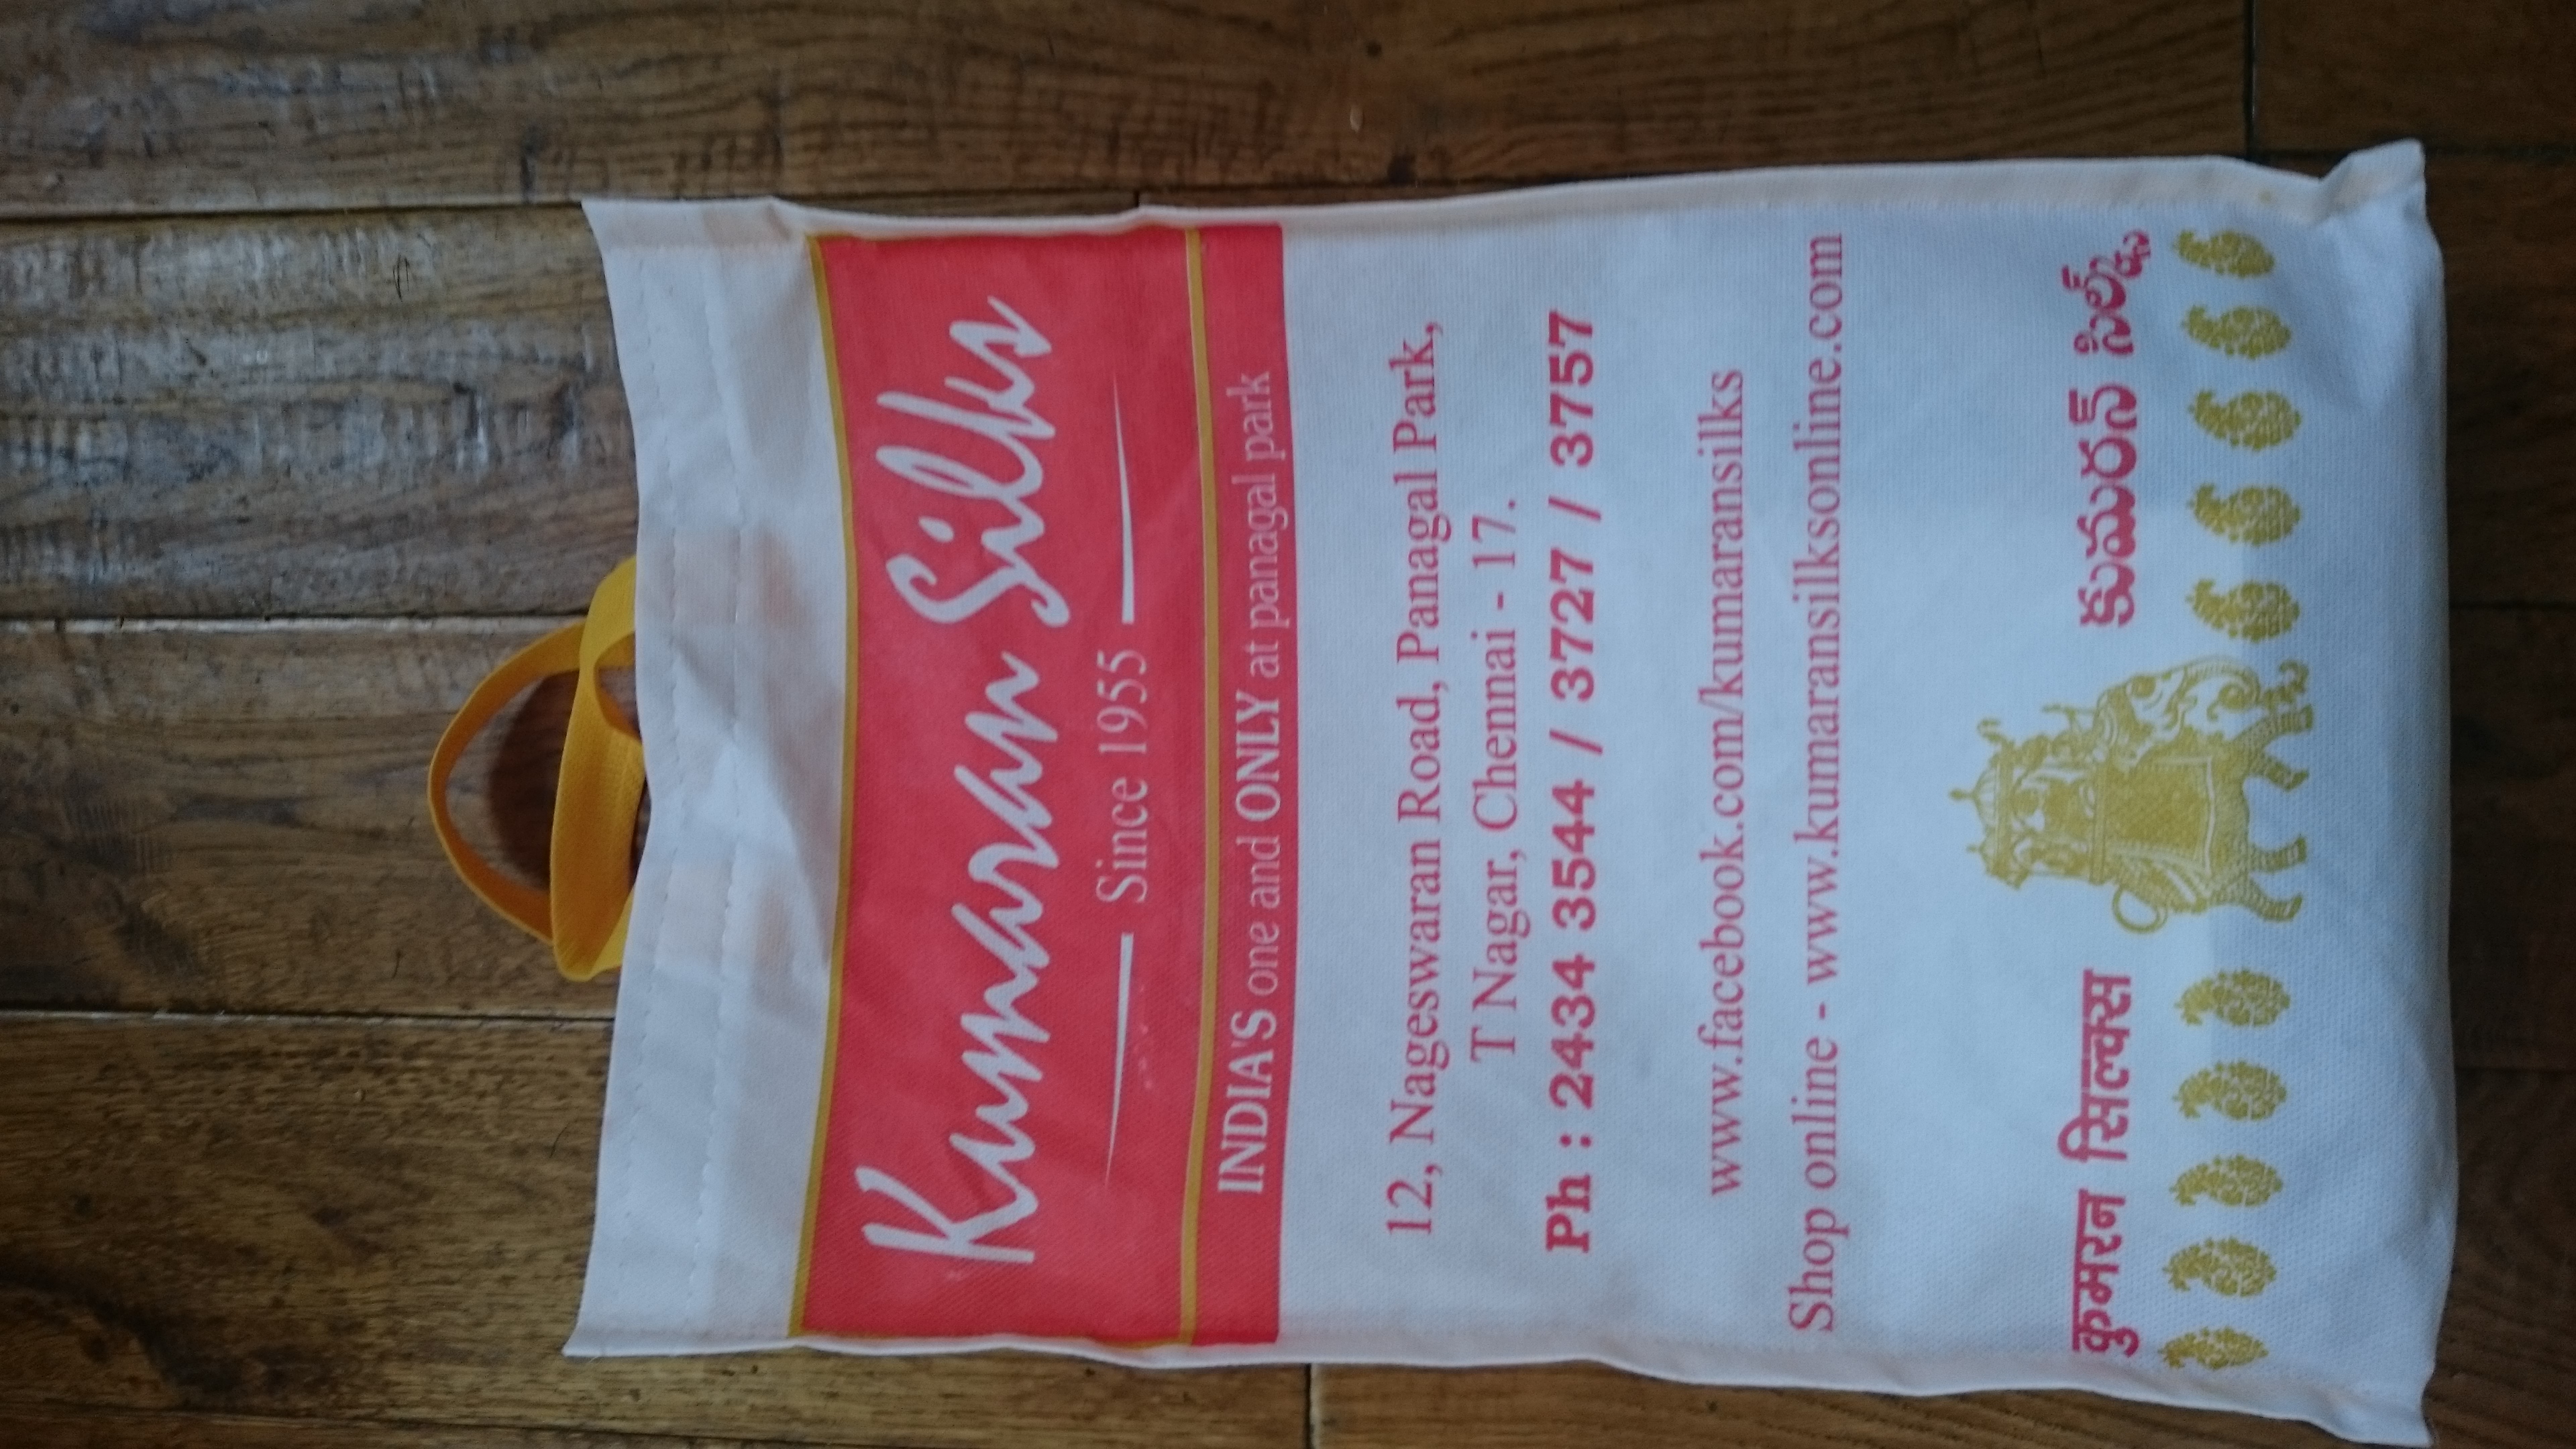 Kumaran Silks
Since 1955
INDIA'S one and ONLY at panagal park
12, Nageswaran Road, Panagal Park,
T Nagar, Chennai - 17.
Ph : 2434 3544 / 3727 / 3757
www.facebook.com/kumaransilks
Shop online - www.kumaransilksonline.com
कुमरन सिल्क्स కుమరన్ సిల్క్స్